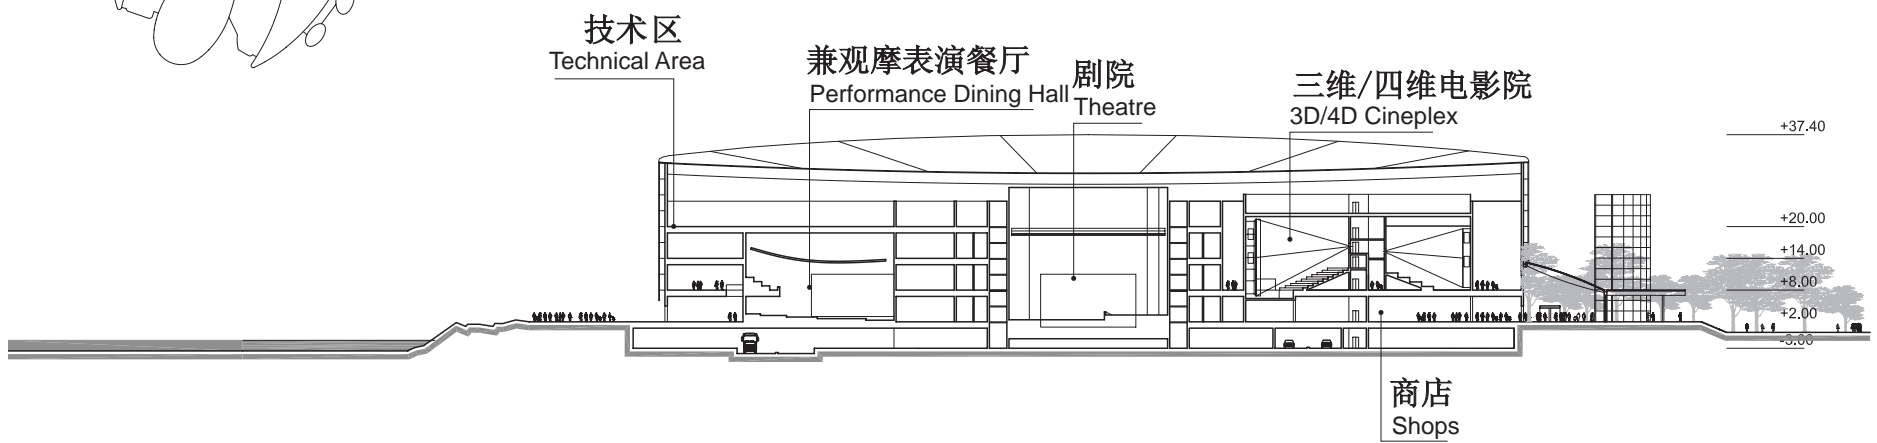 技术区
Technical Area
兼观摩表演餐厅
Performance Dining Hall
剧院
Theatre
三维/四维电影院
3D/4D Cineplex
+37.40
+20.00
+14.00
+8.00
+2.00
-3.00
商店
Shops